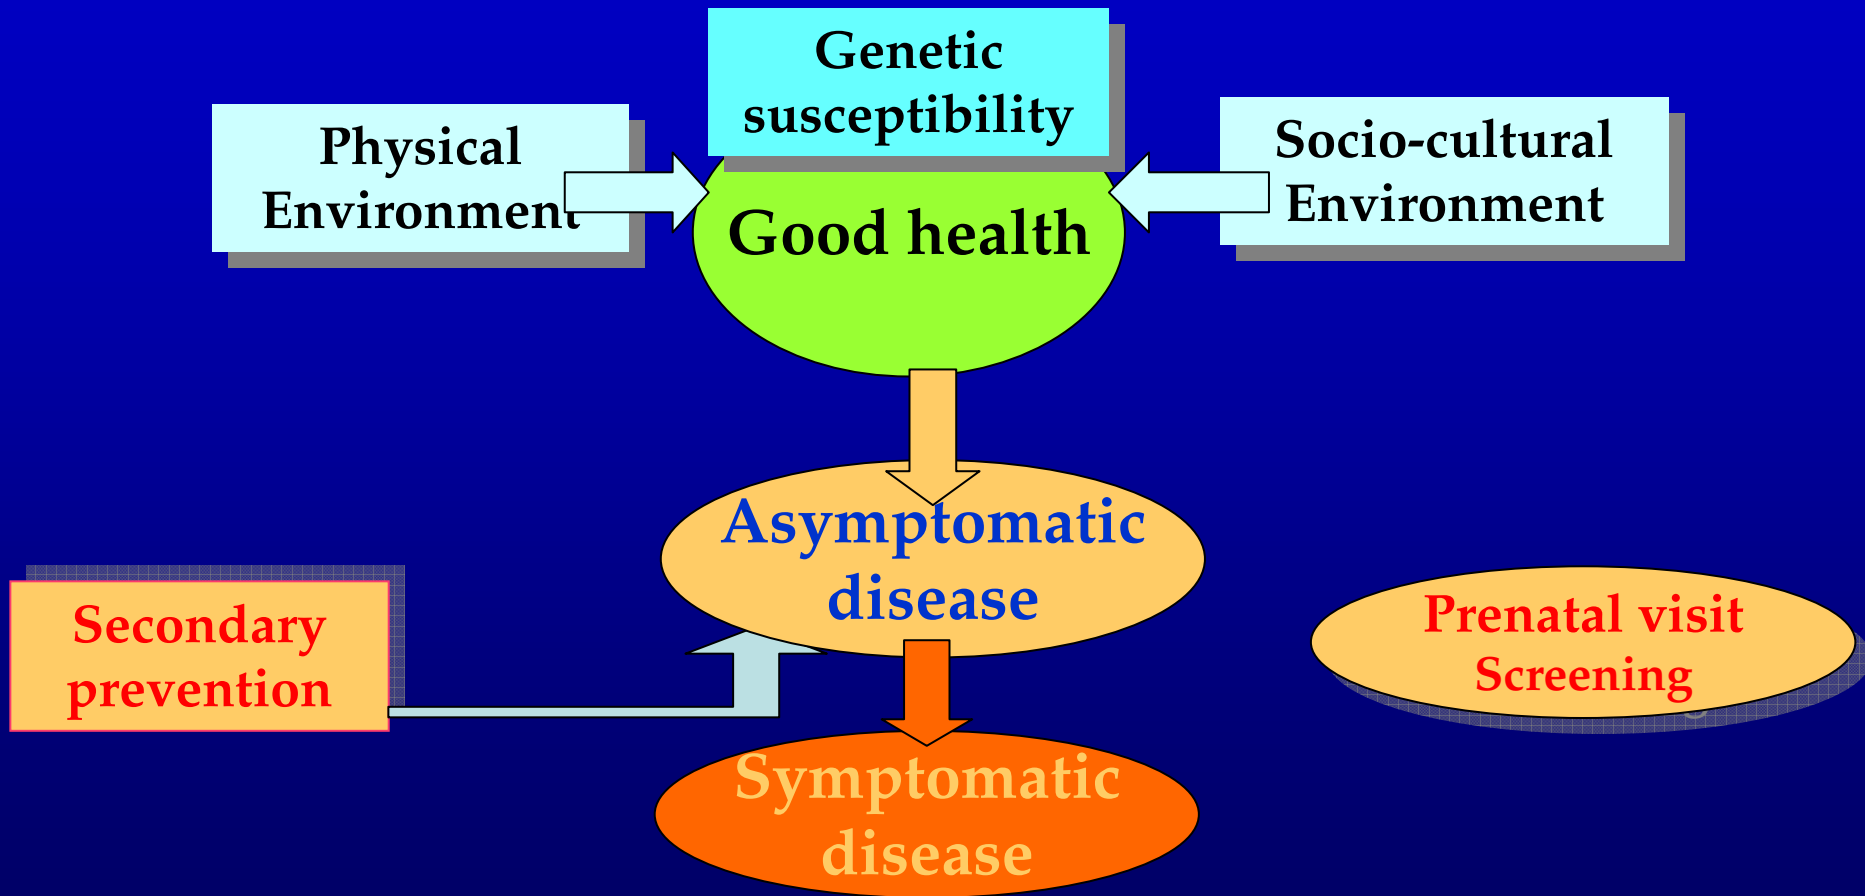 Genetic
susceptibility
Physical
Environment
Socio-cultural
Environment
Good health
Asymptomatic
disease
Secondary
prevention
Prenatal visit
Screening
Symptomatic
disease